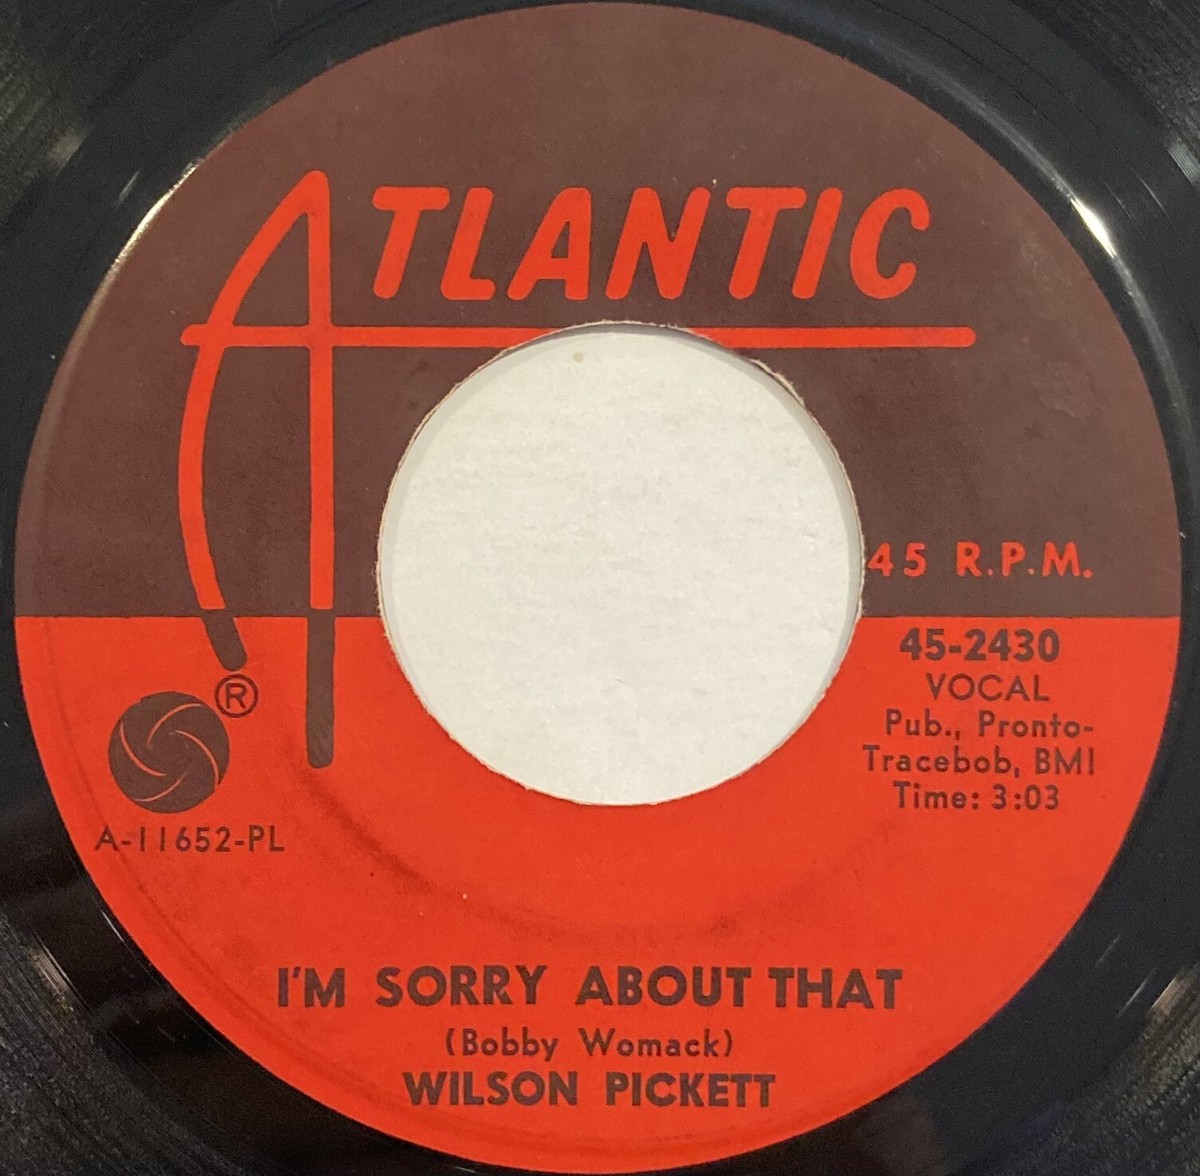 ATLANTIC
45 R.P.M.
45-2430
VOCAL
Pub., Pronto-
Tracebob, BMI
Time: 3:03
®
A-11652-PL
I'M SORRY ABOUT THAT
(Bobby Womack)
WILSON PICKETT